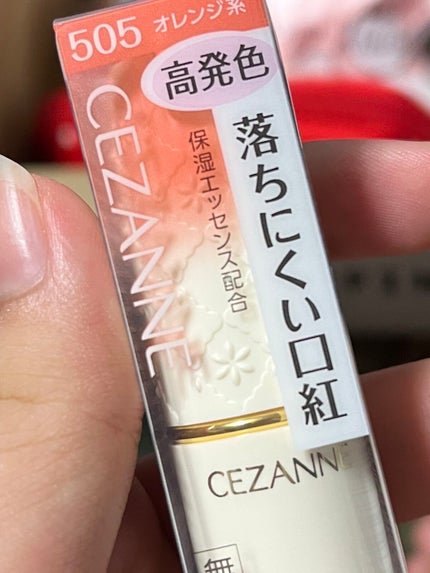 505 オレンジ系
高発色
CEZANNE
保湿エッセンス配合
落ちにくい口紅
CEZANNE
無